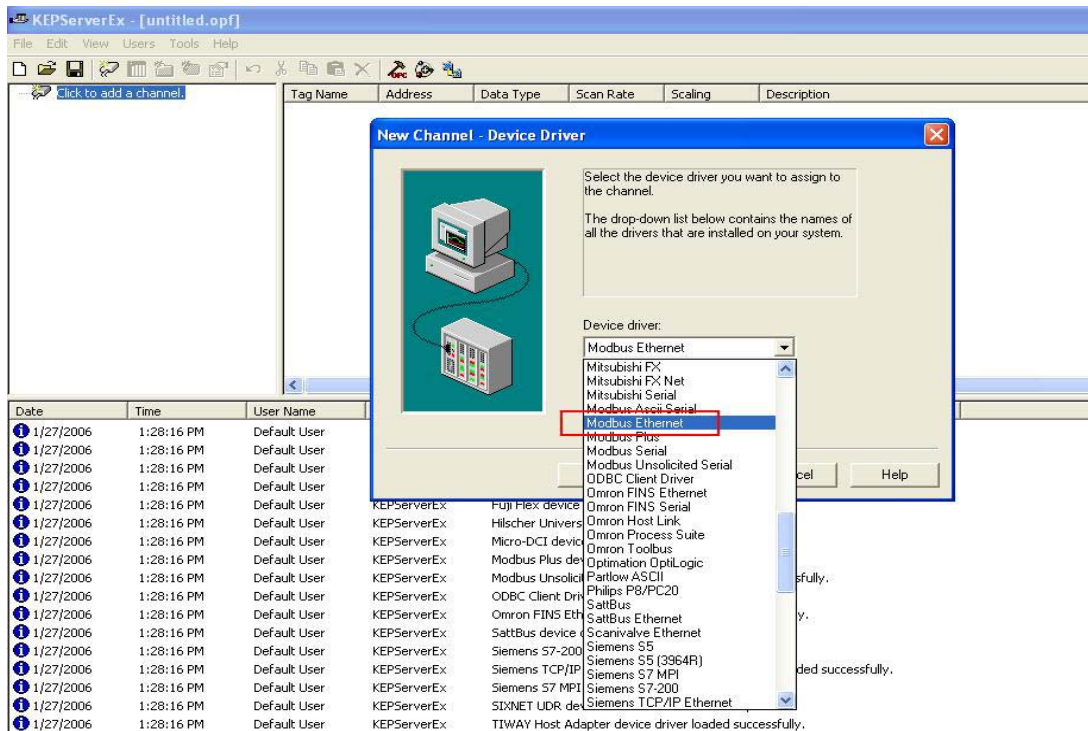 KEPServerEx - [untitled.opf]
File Edit View Users Tools Help
OPC
Click to add a channel.
Tag Name Address Data Type Scan Rate Scaling Description
New Channel - Device Driver
Select the device driver you want to assign to
the channel.
The drop-down list below contains the names of
all the drivers that are installed on your system.
Device driver:
Modbus Ethernet
Mitsubishi FX
Mitsubishi FX Net
Mitsubishi Serial
Modbus Ascii Serial
Modbus Ethernet
Modbus Plus
Modbus Serial
Modbus Unsolicited Serial
ODBC Client Driver
Omron FINS Ethernet
Omron FINS Serial
Omron Host Link
Omron Process Suite
Omron Toolbus
Optimation OptiLogic
Partlow ASCII
Philips P8/PC20
SattBus
SattBus Ethernet
Scanivalve Ethernet
Siemens S5
Siemens S5 (3964R)
Siemens S7 MPI
Siemens S7-200
Siemens TCP/IP Ethernet
cel Help
Date Time User Name
1/27/2006 1:28:16 PM Default User
1/27/2006 1:28:16 PM Default User
1/27/2006 1:28:16 PM Default User
1/27/2006 1:28:16 PM Default User
1/27/2006 1:28:16 PM Default User KEPServerEx Fuji Flex device
1/27/2006 1:28:16 PM Default User KEPServerEx Hilscher Univers
1/27/2006 1:28:16 PM Default User KEPServerEx Micro-DCI devic
1/27/2006 1:28:16 PM Default User KEPServerEx Modbus Plus dev
1/27/2006 1:28:16 PM Default User KEPServerEx Modbus Unsolicit sfully.
1/27/2006 1:28:16 PM Default User KEPServerEx ODBC Client Driv
1/27/2006 1:28:16 PM Default User KEPServerEx Omron FINS Eth y.
1/27/2006 1:28:16 PM Default User KEPServerEx SattBus device d
1/27/2006 1:28:16 PM Default User KEPServerEx Siemens S7-200
1/27/2006 1:28:16 PM Default User KEPServerEx Siemens TCP/IP ded successfully.
1/27/2006 1:28:16 PM Default User KEPServerEx Siemens S7 MPI
1/27/2006 1:28:16 PM Default User KEPServerEx SIXNET UDR dev
1/27/2006 1:28:16 PM Default User KEPServerEx TIWAY Host Adapter device driver loaded successfully.